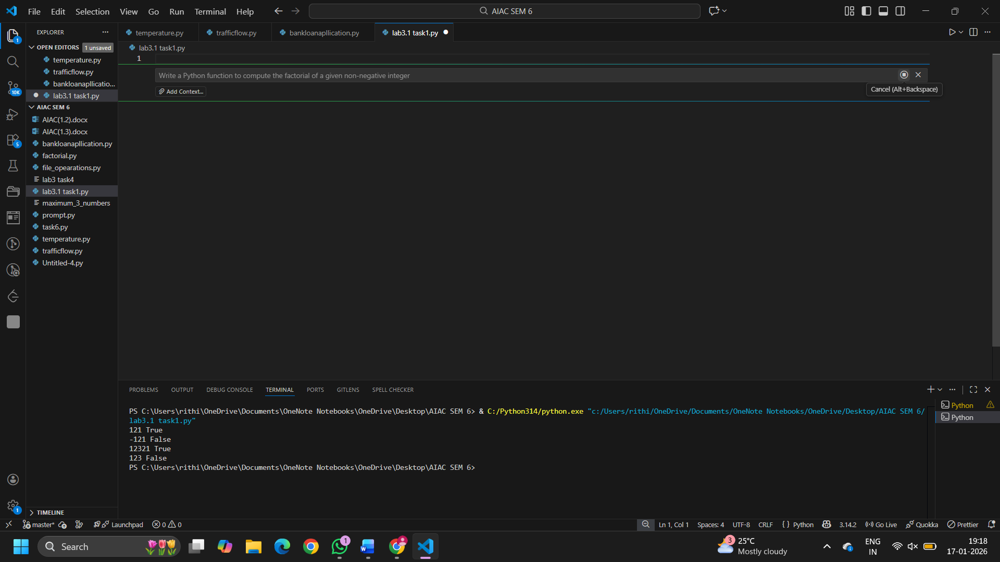 File Edit Selection View Go Run Terminal Help
AIAC SEM 6
EXPLORER
temperature.py
trafficflow.py
bankloanapllication.py
lab3.1 task1.py
OPEN EDITORS
1 unsaved
temperature.py
trafficflow.py
bankloanapllicatio...
lab3.1 task1.py
AIAC SEM 6
AIAC(1.2).docx
AIAC(1.3).docx
bankloanapllication.py
factorial.py
file_opearations.py
lab3 task4
lab3.1 task1.py
maximum_3_numbers
prompt.py
task6.py
temperature.py
trafficflow.py
Untitled-4.py
TIMELINE
1
10K
5
1
lab3.1 task1.py
1
Write a Python function to compute the factorial of a given non-negative integer
Add Context...
Cancel (Alt+Backspace)
PROBLEMS OUTPUT DEBUG CONSOLE TERMINAL PORTS GITLENS SPELL CHECKER
PS C:\Users\rithi\OneDrive\Documents\OneNote Notebooks\OneDrive\Desktop\AIAC SEM 6> & C:/Python314/python.exe "c:/Users/rithi/OneDrive/Documents/OneNote Notebooks/OneDrive/Desktop/AIAC SEM 6/
lab3.1 task1.py"
121 True
-121 False
12321 True
123 False
PS C:\Users\rithi\OneDrive\Documents\OneNote Notebooks\OneDrive\Desktop\AIAC SEM 6>
Python
Python
master* Launchpad 0 0
Ln 1, Col 1 Spaces: 4 UTF-8 CRLF { } Python 3.14.2 Go Live Quokka Prettier
Search
1
3
25°C
Mostly cloudy
ENG
IN
19:18
17-01-2026